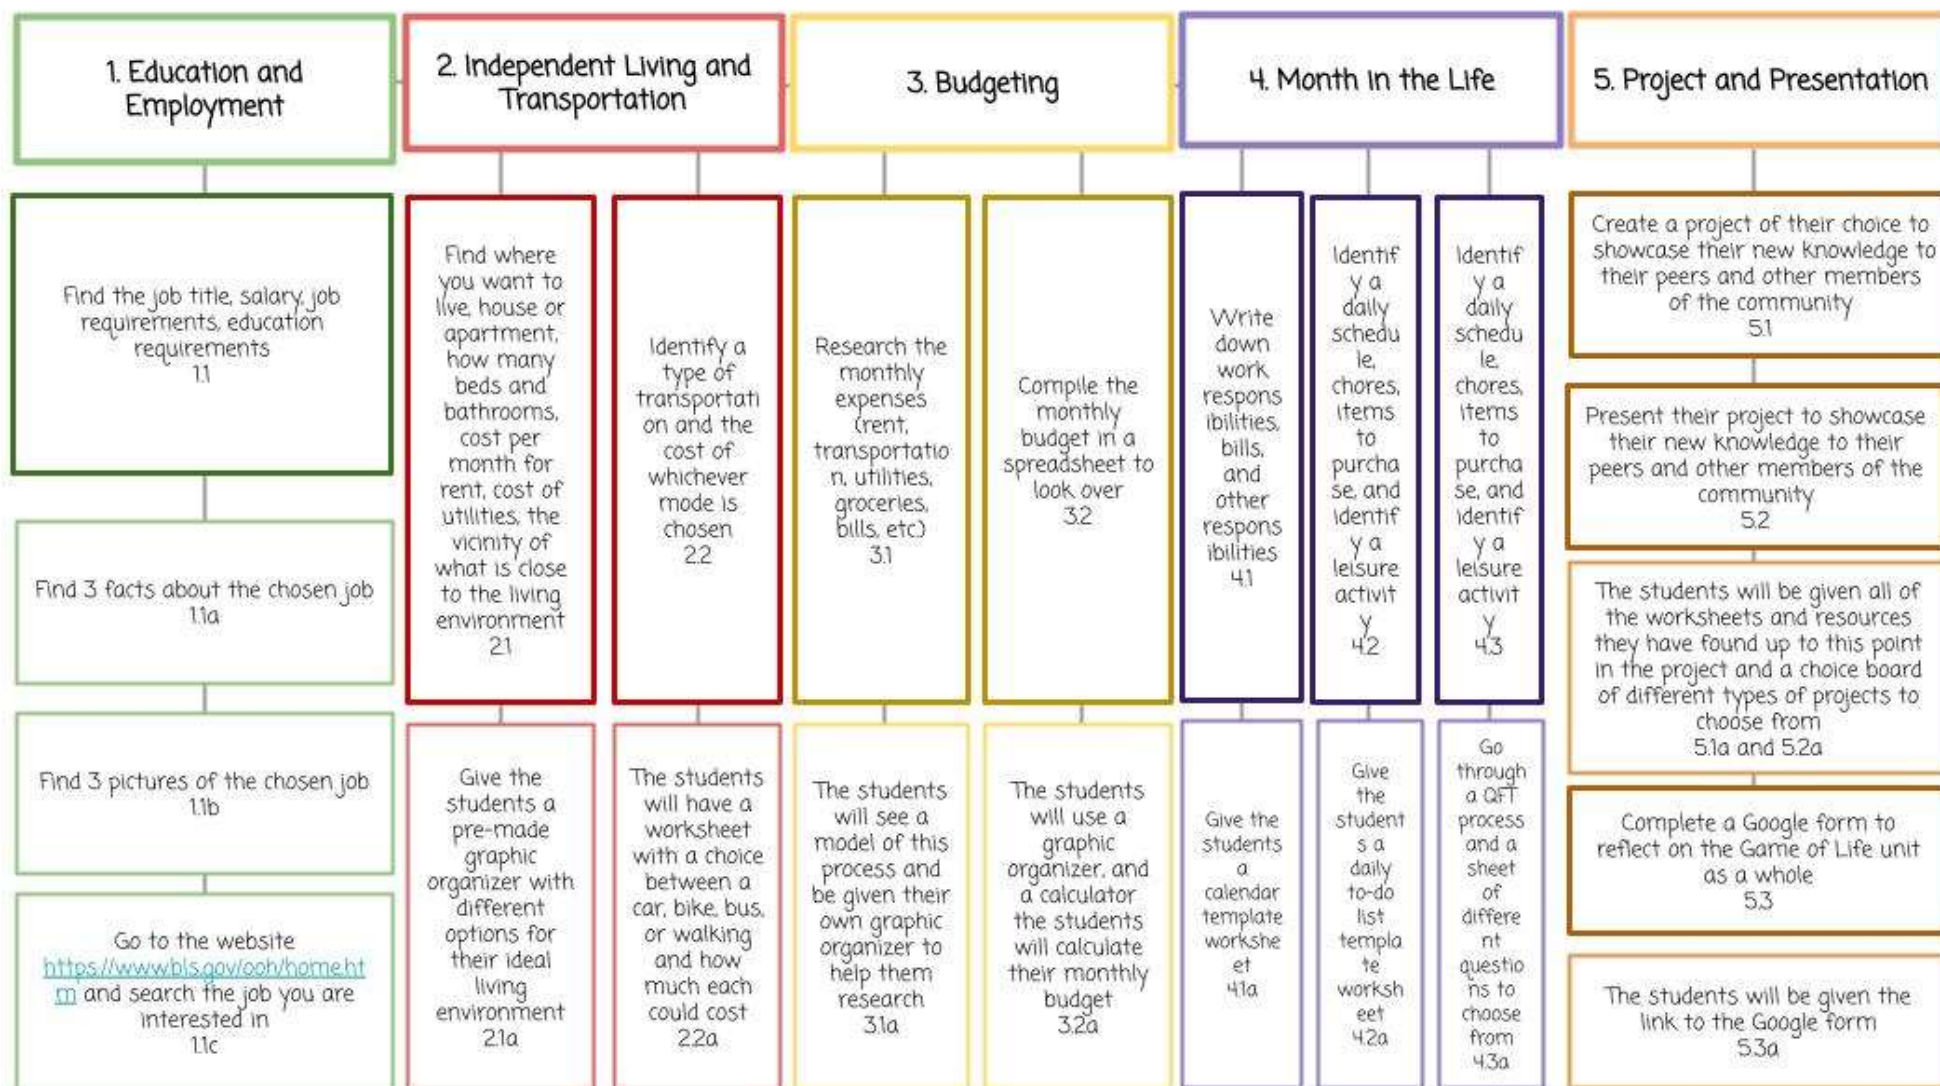 1. Education and
Employment
2. Independent Living and
Transportation
3. Budgeting
4. Month in the Life
5. Project and Presentation
Find the job title, salary, job
requirements, education
requirements
1.1
Find 3 facts about the chosen job
1.1a
Find 3 pictures of the chosen job
1.1b
Go to the website
https://www.bls.gov/ooh/home.ht
m and search the job you are
interested in
1.1c
Find where
you want to
live, house or
apartment,
how many
beds and
bathrooms,
cost per
month for
rent, cost of
utilities, the
vicinity of
what is close
to the living
environment
2.1
Give the
students a
pre-made
graphic
organizer with
different
options for
their ideal
living
environment
2.1a
Identify a
type of
transportati
on and the
cost of
whichever
mode is
chosen
2.2
The students
will have a
worksheet
with a choice
between a
car, bike, bus,
or walking
and how
much each
could cost
2.2a
Research the
monthly
expenses
(rent,
transportatio
n, utilities,
groceries,
bills, etc)
3.1
The students
will see a
model of this
process and
be given their
own graphic
organizer to
help them
research
3.1a
Compile the
monthly
budget in a
spreadsheet to
look over
3.2
The students
will use a
graphic
organizer, and
a calculator
the students
will calculate
their monthly
budget
3.2a
Write
down
work
respons
ibilities,
bills,
and
other
respons
ibilities
4.1
Give the
students
a
calendar
template
workshe
et
4.1a
Identif
y a
daily
schedu
le,
chores,
items
to
purcha
se, and
identif
y a
leisure
activit
y
4.2
Give
the
student
s a
daily
to-do
list
templa
te
worksh
eet
4.2a
Identif
y a
daily
schedu
le,
chores,
items
to
purcha
se, and
identif
y a
leisure
activit
y
4.3
Go
through
a QFT
process
and a
sheet
of
differe
nt
questio
ns to
choose
from
4.3a
Create a project of their choice to
showcase their new knowledge to
their peers and other members
of the community
5.1
Present their project to showcase
their new knowledge to their
peers and other members of the
community
5.2
The students will be given all of
the worksheets and resources
they have found up to this point
in the project and a choice board
of different types of projects to
choose from
5.1a and 5.2a
Complete a Google form to
reflect on the Game of Life unit
as a whole
5.3
The students will be given the
link to the Google form
5.3a